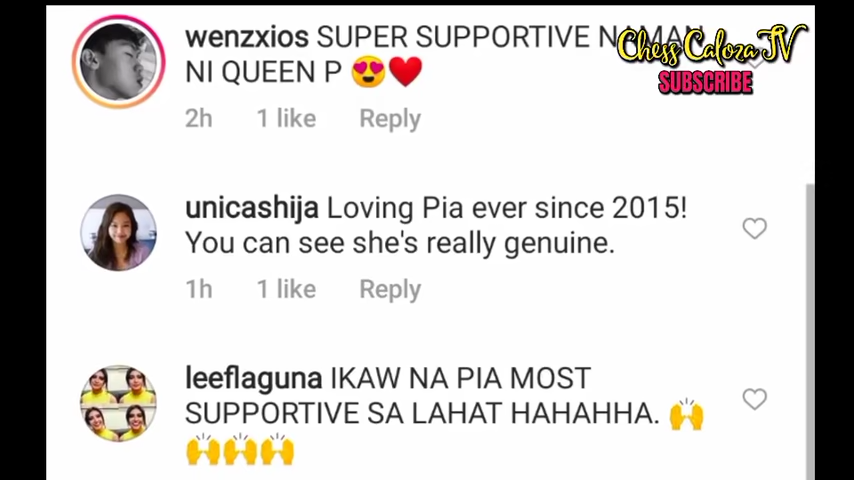 wenzxios SUPER SUPPORTIVE NAMAN
NI QUEEN P 😍❤️
2h 1 like Reply
Chess Caloza TV
SUBSCRIBE
unicashija Loving Pia ever since 2015!
You can see she's really genuine.
1h 1 like Reply
leeflaguna IKAW NA PIA MOST
SUPPORTIVE SA LAHAT HAHAHHA. 🙌
🙌🙌🙌